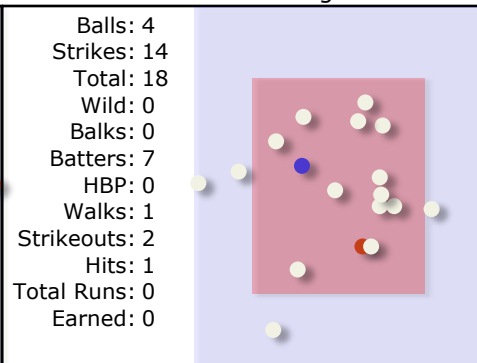 Balls: 4
Strikes: 14
Total: 18
Wild: 0
Balks: 0
Batters: 7
HBP: 0
Walks: 1
Strikeouts: 2
Hits: 1
Total Runs: 0
Earned: 0